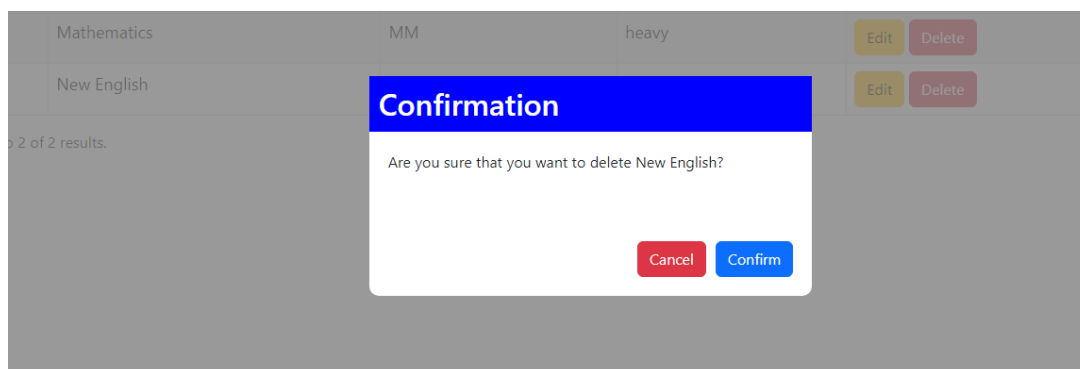 Mathematics MM heavy Edit Delete
New English Edit Delete
2 of 2 results.
Confirmation
Are you sure that you want to delete New English?
Cancel Confirm